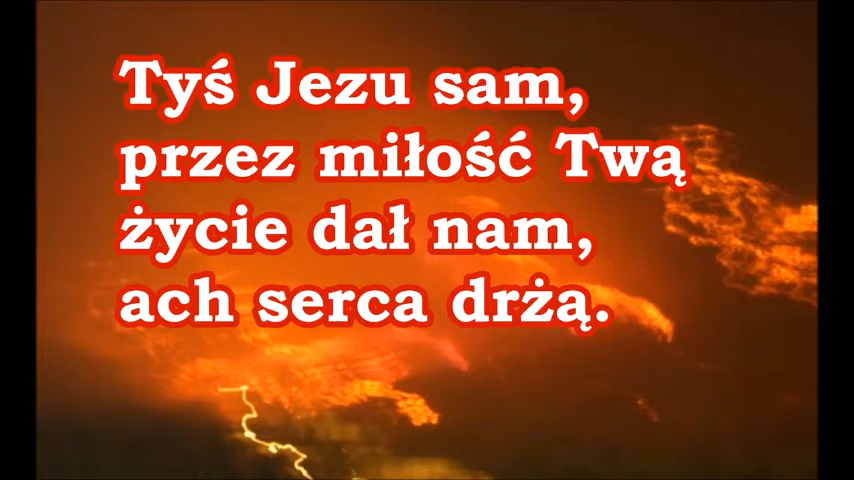 Tyś Jezu sam,
przez miłość Twą
życie dał nam,
ach serca drżą.